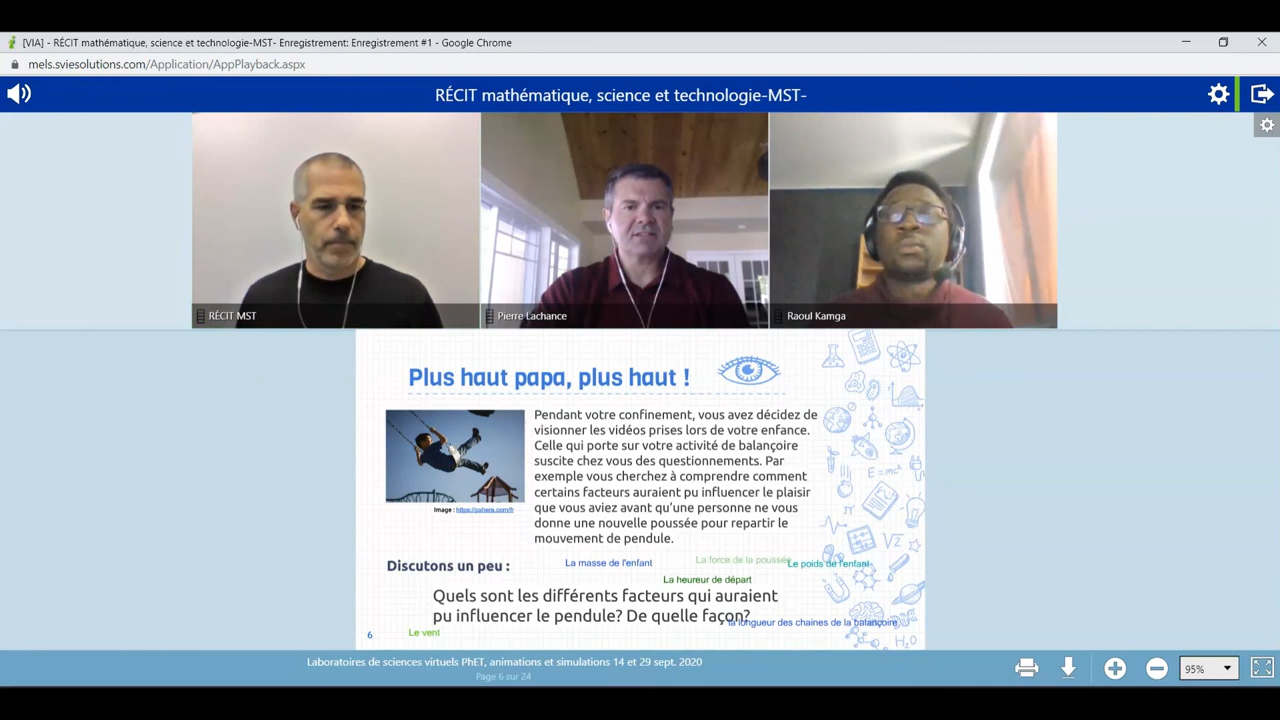 [VIA] - RÉCIT mathématique, science et technologie-MST- Enregistrement: Enregistrement #1 - Google Chrome
mels.sviesolutions.com/Application/AppPlayback.aspx
RÉCIT mathématique, science et technologie-MST-
RÉCIT MST
Pierre Lachance
Raoul Kamga
Plus haut papa, plus haut !
Pendant votre confinement, vous avez décidez de
visionner les vidéos prises lors de votre enfance.
Celle qui porte sur votre activité de balançoire
suscite chez vous des questionnements. Par
exemple vous cherchez à comprendre comment
certains facteurs auraient pu influencer le plaisir
que vous aviez avant qu'une personne ne vous
donne une nouvelle poussée pour repartir le
mouvement de pendule.
Image : https://pxhere.com/fr
E=mc²
π
√2
H₂O
Discutons un peu :
La masse de l'enfant
La force de la poussée
Le poids de l'enfant
La heureur de départ
Quels sont les différents facteurs qui auraient
pu influencer le pendule? De quelle façon?
la longueur des chaines de la balançoire
Le vent
6
Laboratoires de sciences virtuels PhET, animations et simulations 14 et 29 sept. 2020
Page 6 sur 24
95%